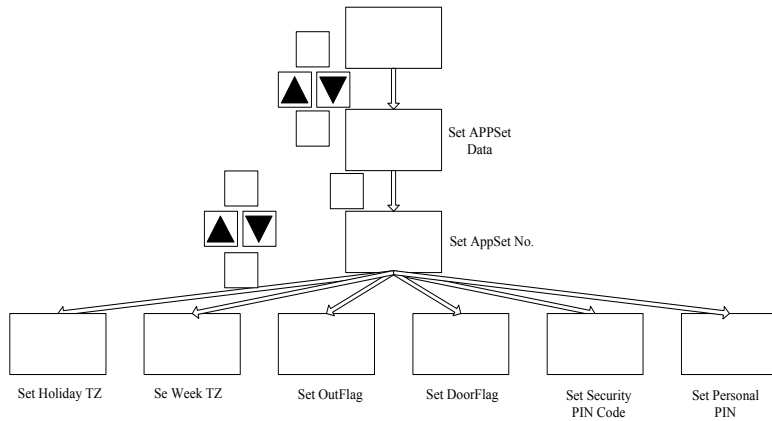 Set APPSet
Data
Set AppSet No.
Set Holiday TZ
Se Week TZ
Set OutFlag
Set DoorFlag
Set Security
PIN Code
Set Personal
PIN